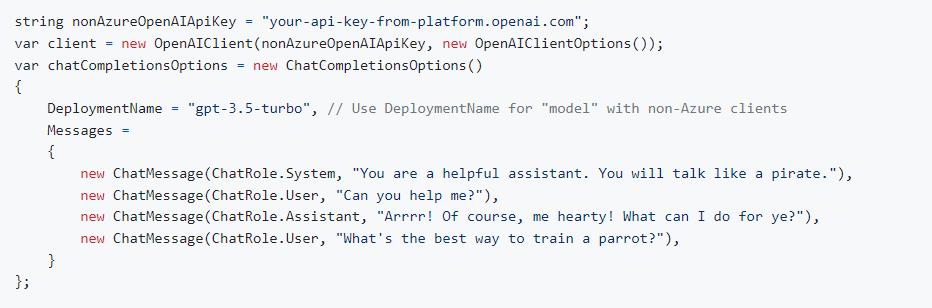 string nonAzureOpenAIApiKey = "your-api-key-from-platform.openai.com";
var client = new OpenAIClient(nonAzureOpenAIApiKey, new OpenAIClientOptions());
var chatCompletionsOptions = new ChatCompletionsOptions()
{
    DeploymentName = "gpt-3.5-turbo", // Use DeploymentName for "model" with non-Azure clients
    Messages =
    {
        new ChatMessage(ChatRole.System, "You are a helpful assistant. You will talk like a pirate."),
        new ChatMessage(ChatRole.User, "Can you help me?"),
        new ChatMessage(ChatRole.Assistant, "Arrrr! Of course, me hearty! What can I do for ye?"),
        new ChatMessage(ChatRole.User, "What's the best way to train a parrot?"),
    }
};